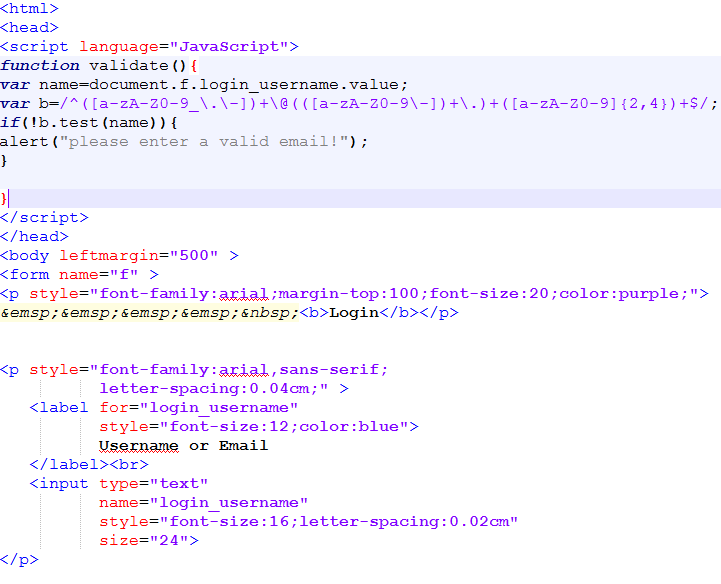 <html>
<head>
<script language="JavaScript">
function validate(){
var name=document.f.login_username.value;
var b=/^([a-zA-Z0-9_\.\-])+\@(([a-zA-Z0-9\-])+\.)+([a-zA-Z0-9]{2,4})+$/;
if(!b.test(name)){
alert("please enter a valid email!");
}
}
</script>
</head>
<body leftmargin="500" >
<form name="f" >
<p style="font-family:arial;margin-top:100;font-size:20;color:purple;">
&emsp;&emsp;&emsp;&emsp;&nbsp;<b>Login</b></p>
<p style="font-family:arial,sans-serif;
letter-spacing:0.04cm;" >
<label for="login_username"
style="font-size:12;color:blue">
Username or Email
</label><br>
<input type="text"
name="login_username"
style="font-size:16;letter-spacing:0.02cm"
size="24">
</p>